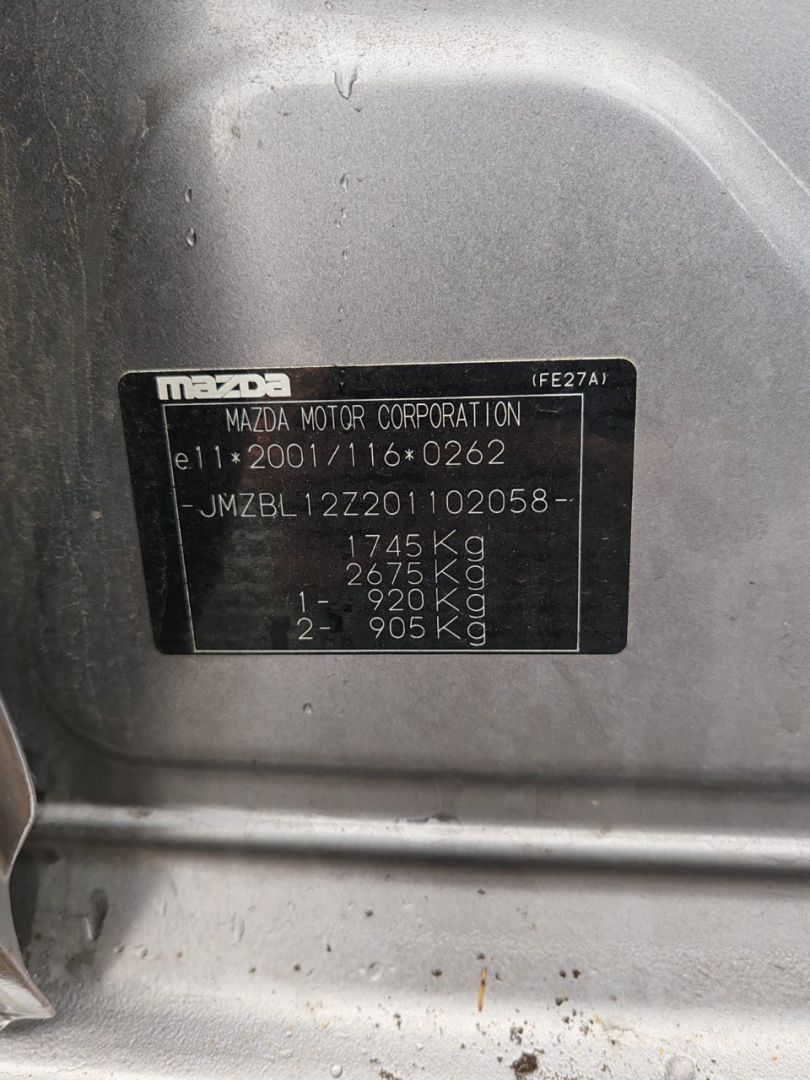 mazda
(FE27A)
MAZDA MOTOR CORPORATION
e11*2001/116*0262
-JMZBL12Z201102058-
1745 Kg
2675 Kg
1- 920 Kg
2- 905 Kg